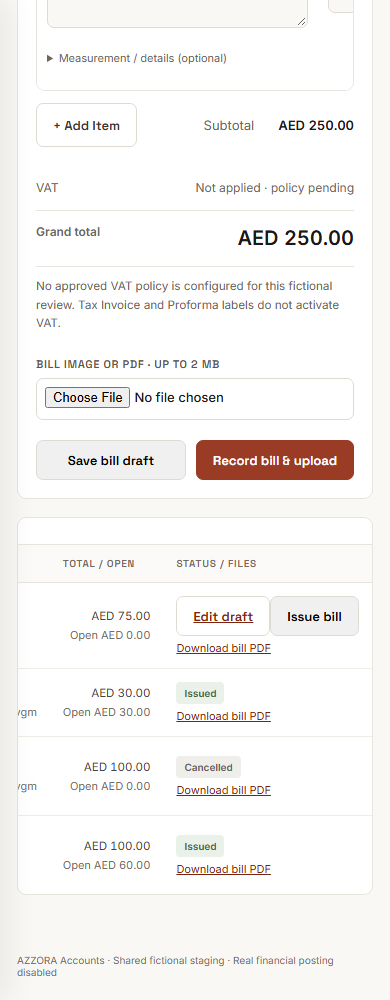 ▶ Measurement / details (optional)
+ Add Item
Subtotal AED 250.00
VAT Not applied · policy pending
Grand total AED 250.00
No approved VAT policy is configured for this fictional
review. Tax Invoice and Proforma labels do not activate
VAT.
BILL IMAGE OR PDF · UP TO 2 MB
Choose File No file chosen
Save bill draft Record bill & upload
TOTAL / OPEN STATUS / FILES
AED 75.00 Edit draft Issue bill
Open AED 0.00
Download bill PDF
AED 30.00 Issued
vgm Open AED 30.00 Download bill PDF
AED 100.00 Cancelled
vgm Open AED 0.00 Download bill PDF
AED 100.00 Issued
Open AED 60.00 Download bill PDF
AZZORA Accounts · Shared fictional staging · Real financial posting
disabled